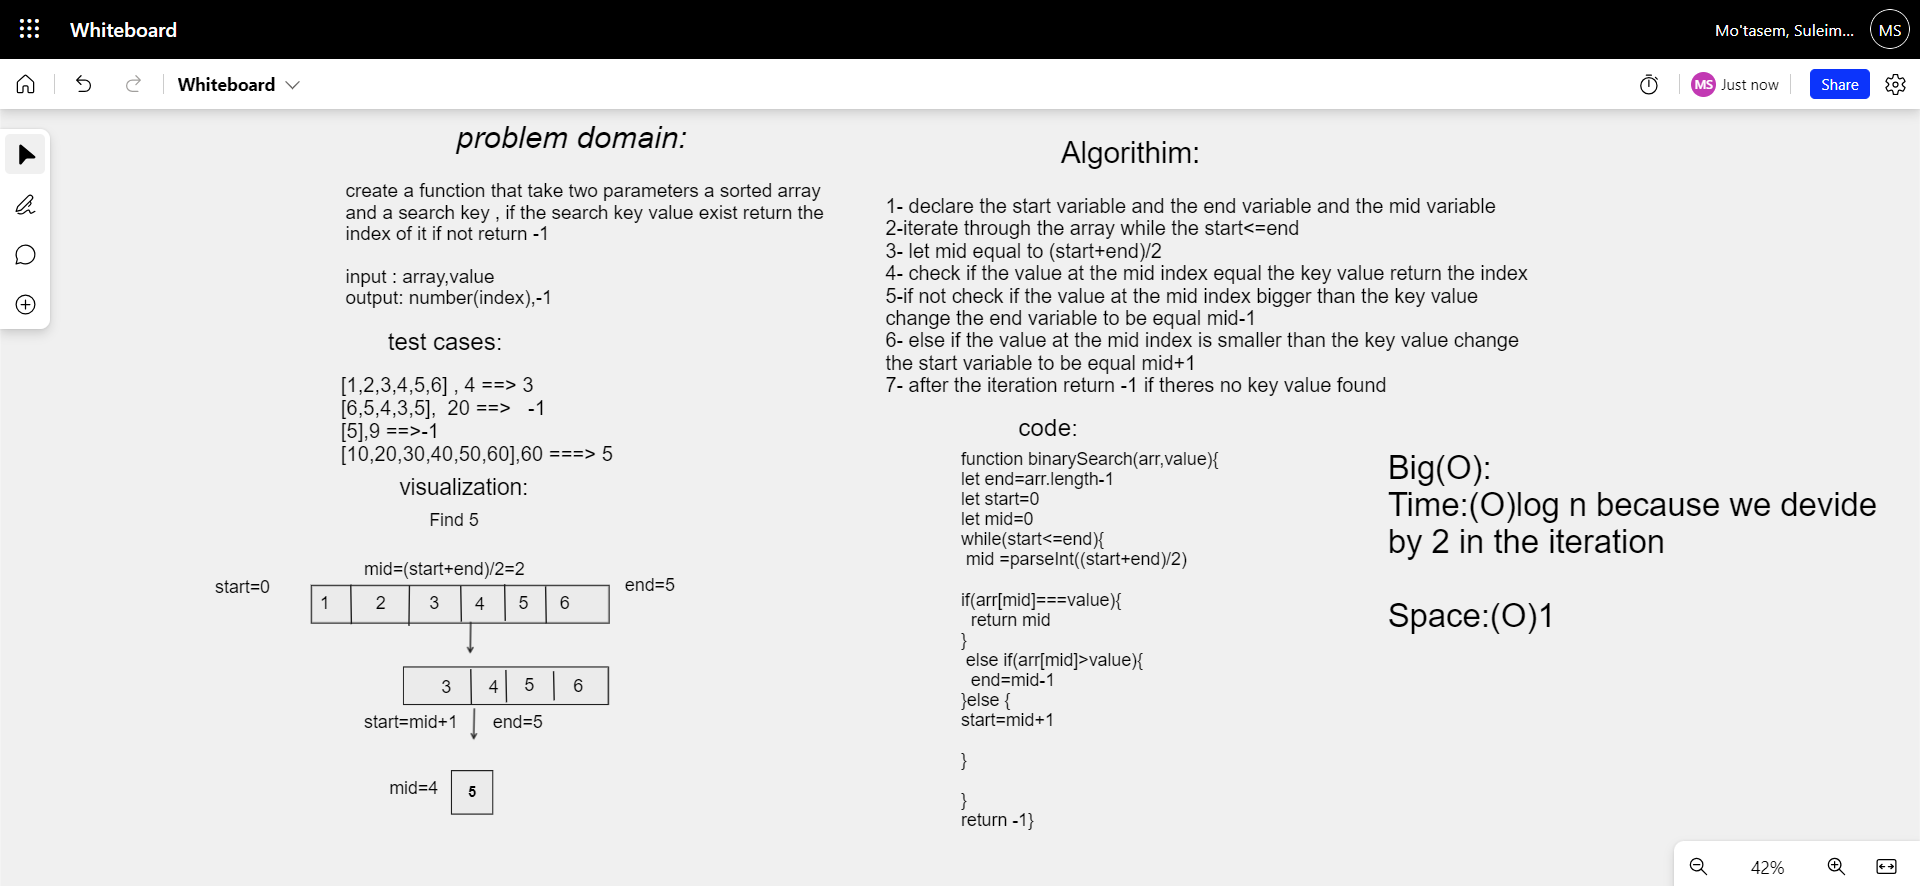 Whiteboard
Mo'tasem, Suleim...
MS
Whiteboard
MS
Just now
Share
problem domain:
create a function that take two parameters a sorted array
and a search key , if the search key value exist return the
index of it if not return -1
input : array,value
output: number(index),-1
test cases:
[1,2,3,4,5,6] , 4 ==> 3
[6,5,4,3,5], 20 ==> -1
[5],9 ==>-1
[10,20,30,40,50,60],60 ===> 5
visualization:
Find 5
mid=(start+end)/2=2
start=0
end=5
1 2 3 4 5 6
3 4 5 6
start=mid+1
end=5
mid=4
5
Algorithim:
1- declare the start variable and the end variable and the mid variable
2-iterate through the array while the start<=end
3- let mid equal to (start+end)/2
4- check if the value at the mid index equal the key value return the index
5-if not check if the value at the mid index bigger than the key value
change the end variable to be equal mid-1
6- else if the value at the mid index is smaller than the key value change
the start variable to be equal mid+1
7- after the iteration return -1 if theres no key value found
code:
function binarySearch(arr,value){
let end=arr.length-1
let start=0
let mid=0
while(start<=end){
mid =parseInt((start+end)/2)
if(arr[mid]===value){
return mid
}
else if(arr[mid]>value){
end=mid-1
}else {
start=mid+1
}
}
return -1}
Big(O):
Time:(O)log n because we devide
by 2 in the iteration
Space:(O)1
42%